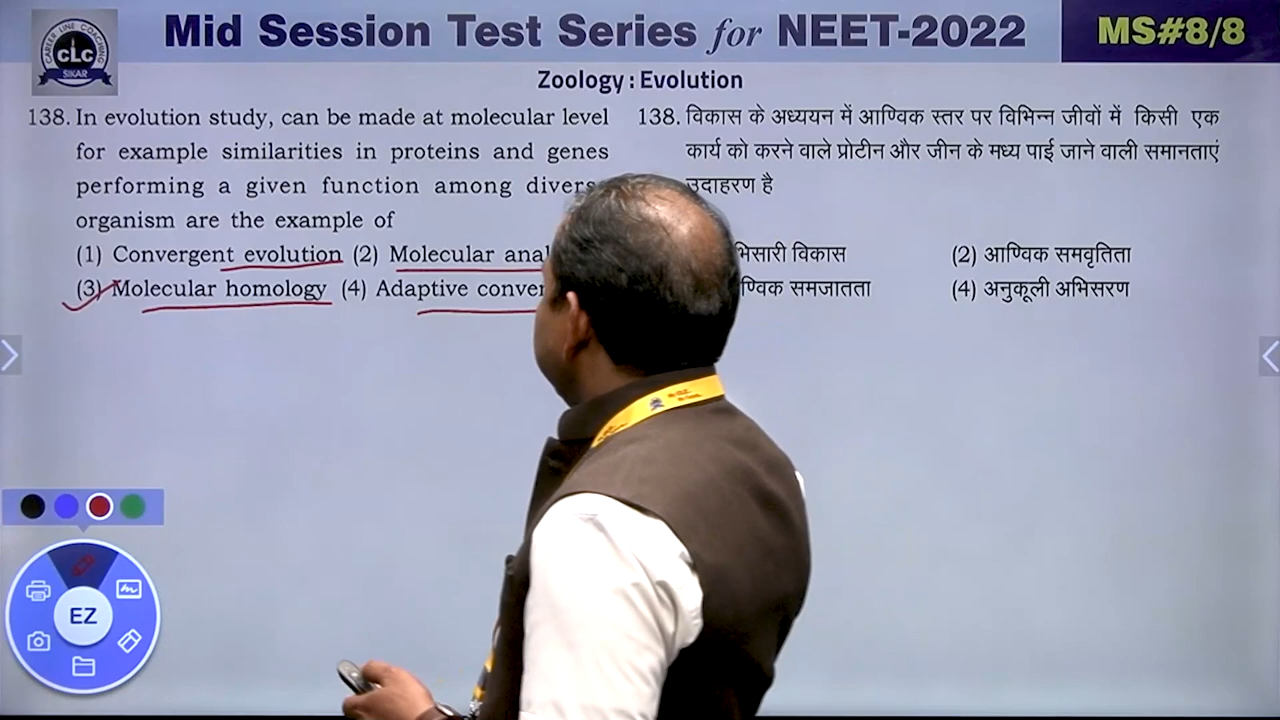 CAREER LINE COACHING
CLC
SIKAR
Mid Session Test Series for NEET-2022
MS#8/8
Zoology : Evolution
138. In evolution study, can be made at molecular level
for example similarities in proteins and genes
performing a given function among divers
organism are the example of
(1) Convergent evolution (2) Molecular ana
(3) Molecular homology (4) Adaptive conver
138. विकास के अध्ययन में आण्विक स्तर पर विभिन्न जीवों में किसी एक
कार्य को करने वाले प्रोटीन और जीन के मध्य पाई जाने वाली समानताएं
उदाहरण है
भिसारी विकास (2) आण्विक समवृतिता
ण्विक समजातता (4) अनुकूली अभिसरण
EZ